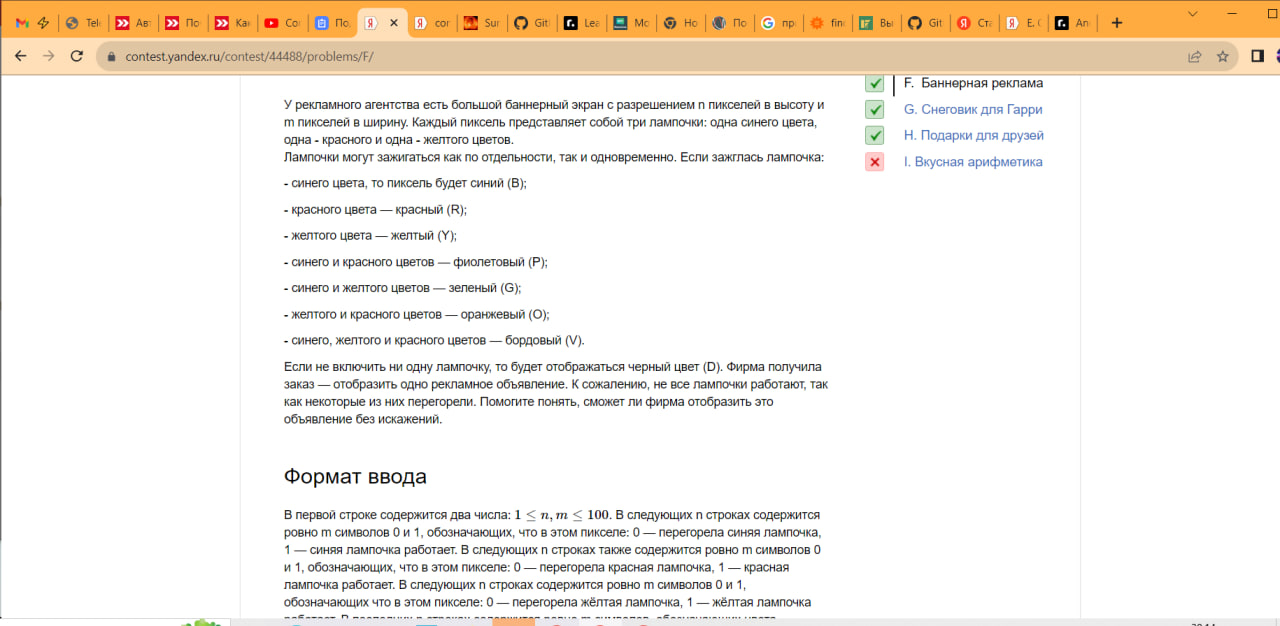 Tele
Авт
По
Как
Co
По.
cor
Sur
Git
Lea
Mo
Но
По
пр
fin
Вы
Git
Ста
E. C
An
contest.yandex.ru/contest/44488/problems/F/
F. Баннерная реклама
G. Снеговик для Гарри
H. Подарки для друзей
I. Вкусная арифметика
У рекламного агентства есть большой баннерный экран с разрешением n пикселей в высоту и
m пикселей в ширину. Каждый пиксель представляет собой три лампочки: одна синего цвета,
одна - красного и одна - желтого цветов.
Лампочки могут зажигаться как по отдельности, так и одновременно. Если зажглась лампочка:
- синего цвета, то пиксель будет синий (B);
- красного цвета — красный (R);
- желтого цвета — желтый (Y);
- синего и красного цветов — фиолетовый (P);
- синего и желтого цветов — зеленый (G);
- желтого и красного цветов — оранжевый (O);
- синего, желтого и красного цветов — бордовый (V).
Если не включить ни одну лампочку, то будет отображаться черный цвет (D). Фирма получила
заказ — отобразить одно рекламное объявление. К сожалению, не все лампочки работают, так
как некоторые из них перегорели. Помогите понять, сможет ли фирма отобразить это
объявление без искажений.
Формат ввода
В первой строке содержится два числа: 1 ≤ n, m ≤ 100. В следующих n строках содержится
ровно m символов 0 и 1, обозначающих, что в этом пикселе: 0 — перегорела синяя лампочка,
1 — синяя лампочка работает. В следующих n строках также содержится ровно m символов 0
и 1, обозначающих, что в этом пикселе: 0 — перегорела красная лампочка, 1 — красная
лампочка работает. В следующих n строках содержится ровно m символов 0 и 1,
обозначающих что в этом пикселе: 0 — перегорела жёлтая лампочка, 1 — жёлтая лампочка